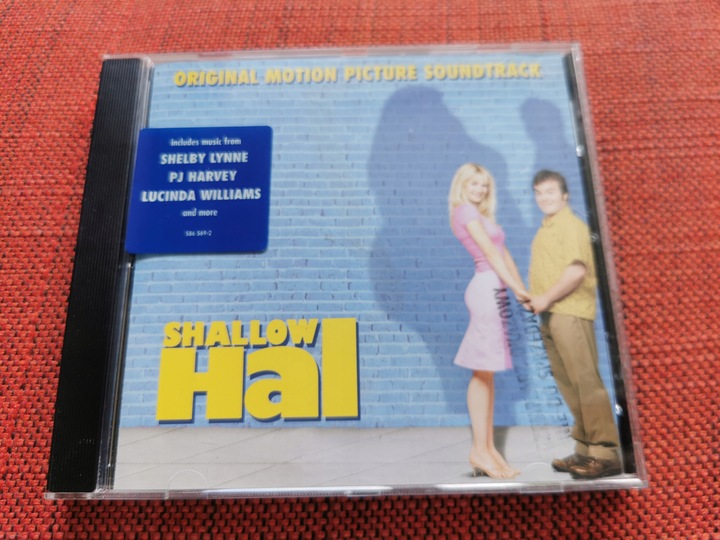 ORIGINAL MOTION PICTURE SOUNDTRACK
includes music from
SHELBY LYNNE
PJ HARVEY
LUCINDA WILLIAMS
and more
586 569-2
SHALLOW
Hal